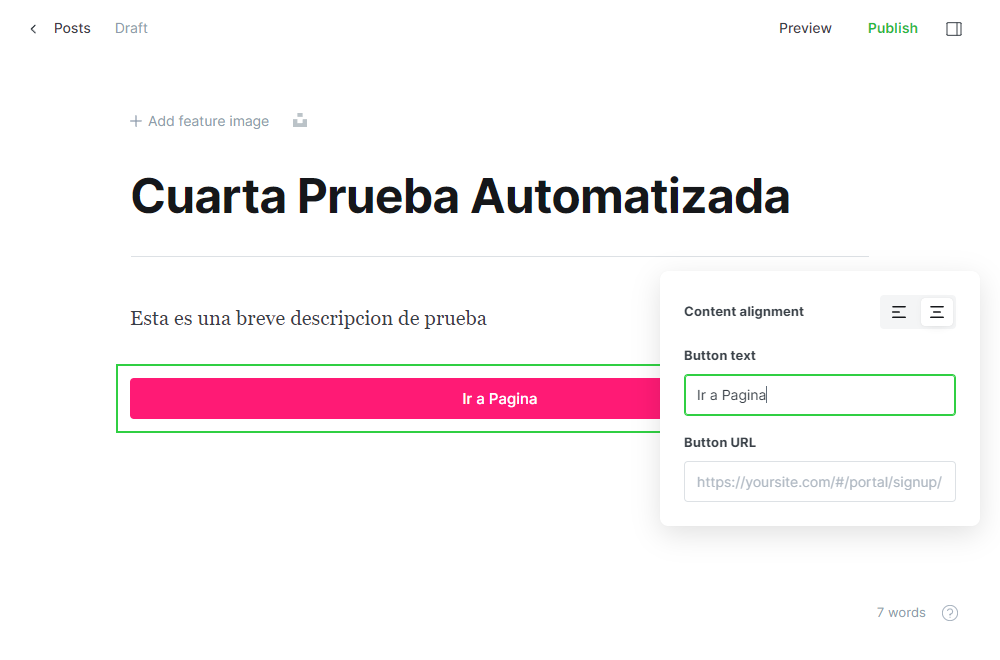 Posts Draft Preview Publish
Add feature image
Cuarta Prueba Automatizada
Esta es una breve descripcion de prueba
Ir a Pagina
Content alignment
Button text
Ir a Pagina
Button URL
https://yoursite.com/#/portal/signup/
7 words ?